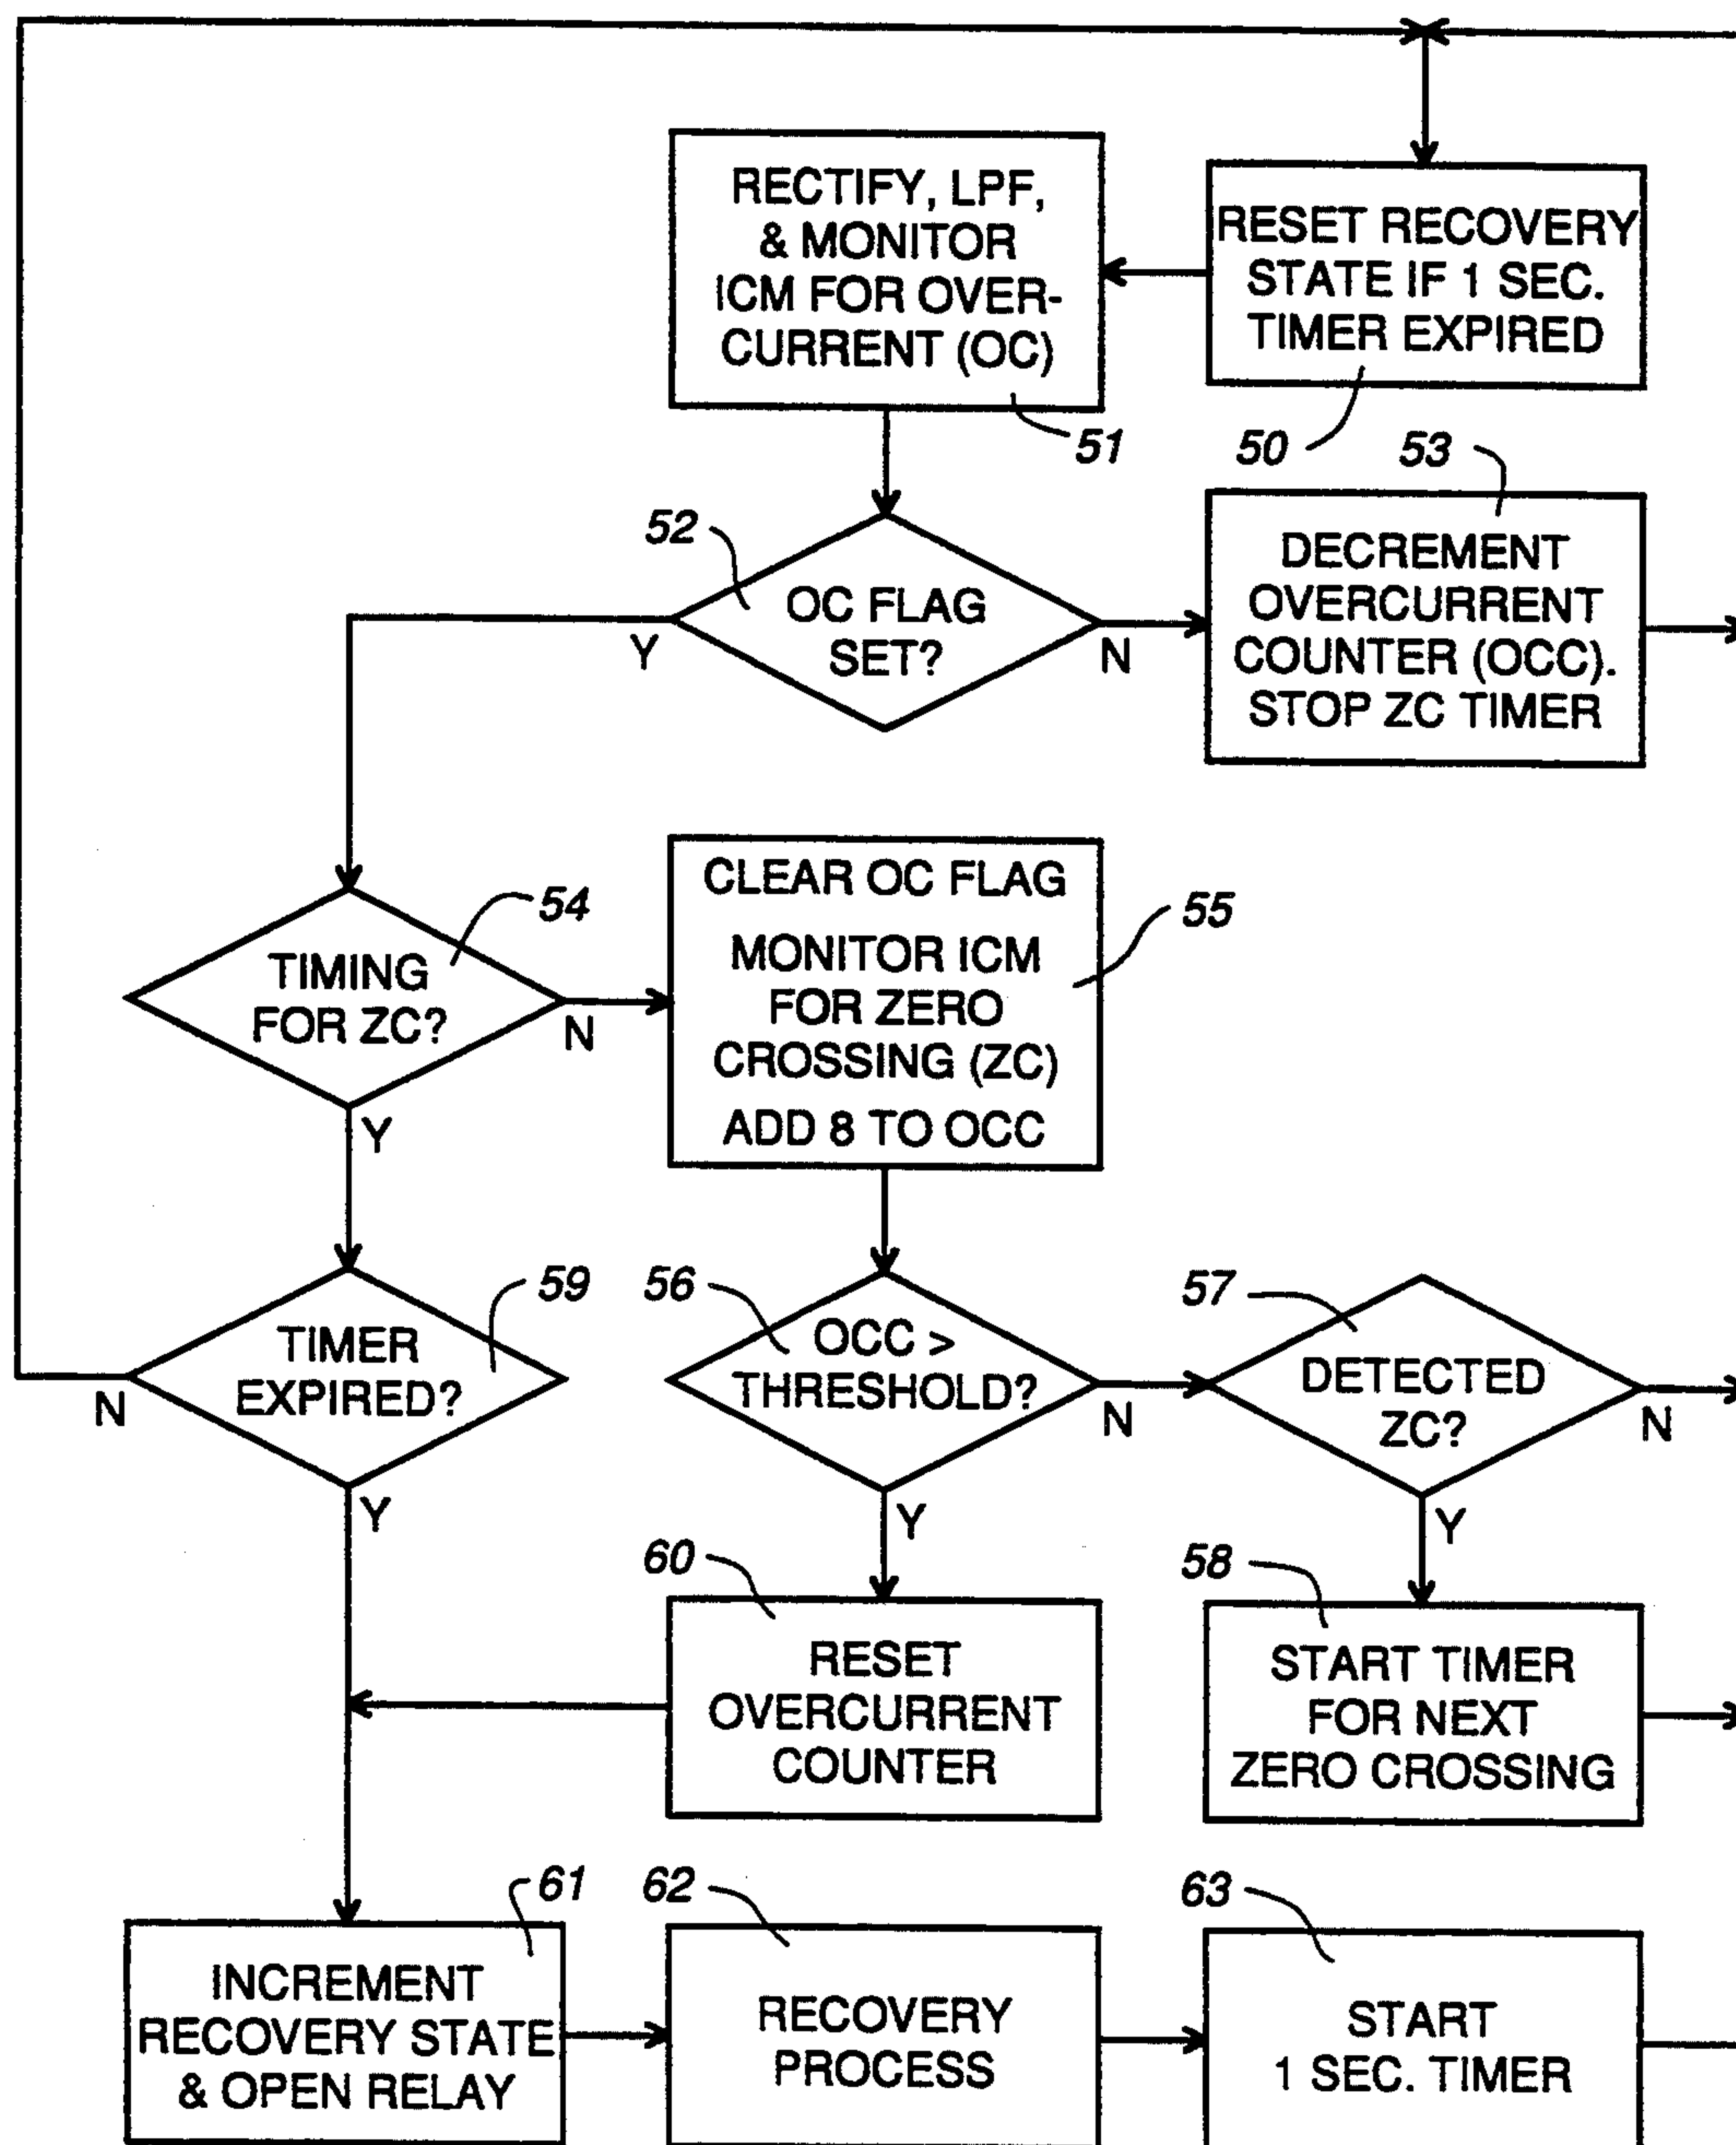 RECTIFY, LPF,
& MONITOR
ICM FOR OVER-
CURRENT (OC)
51
RESET RECOVERY
STATE IF 1 SEC.
TIMER EXPIRED
50
52
OC FLAG
SET?
Y
N
53
DECREMENT
OVERCURRENT
COUNTER (OCC).
STOP ZC TIMER
54
TIMING
FOR ZC?
N
Y
CLEAR OC FLAG
MONITOR ICM
FOR ZERO
CROSSING (ZC)
ADD 8 TO OCC
55
59
TIMER
EXPIRED?
N
Y
56
OCC >
THRESHOLD?
N
Y
57
DETECTED
ZC?
N
Y
60
RESET
OVERCURRENT
COUNTER
58
START TIMER
FOR NEXT
ZERO CROSSING
61
INCREMENT
RECOVERY STATE
& OPEN RELAY
62
RECOVERY
PROCESS
63
START
1 SEC. TIMER